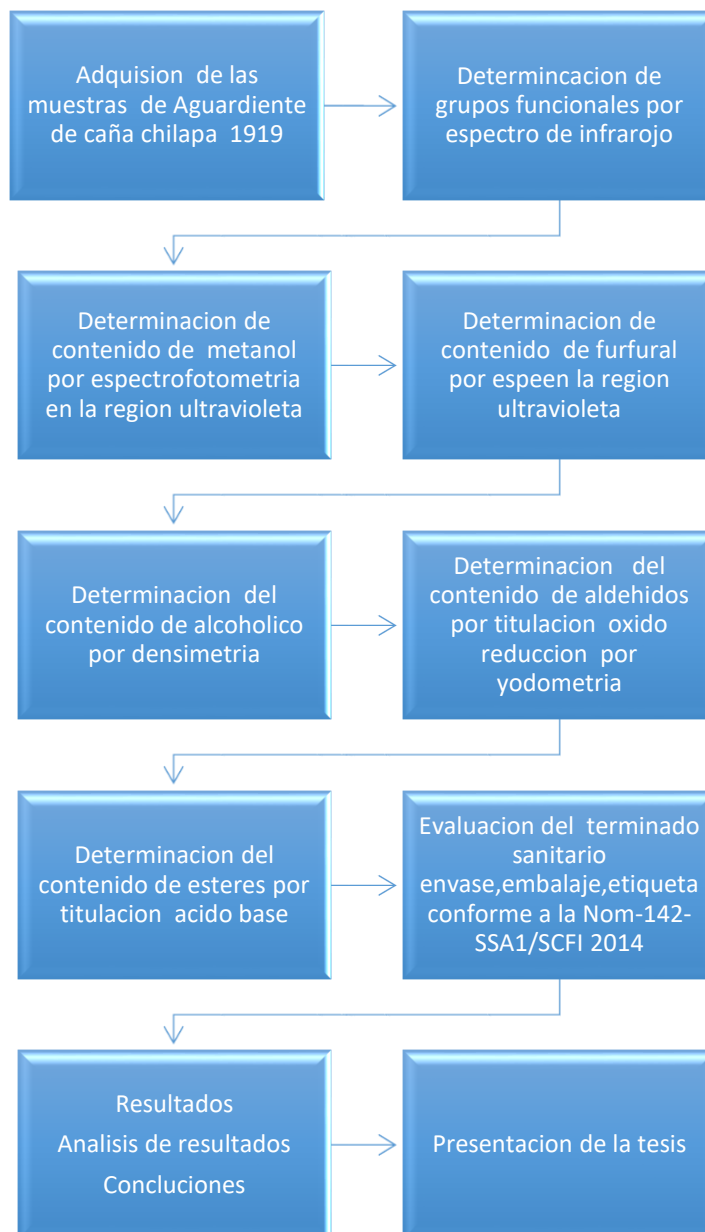 Adquision de las
muestras de Aguardiente
de caña chilapa 1919
Determincacion de
grupos funcionales por
espectro de infrarojo
Determinacion de
contenido de metanol
por espectrofotometria
en la region ultravioleta
Determinacion de
contenido de furfural
por espeen la region
ultravioleta
Determinacion del
contenido de alcoholico
por densimetria
Determinacion del
contenido de aldehidos
por titulacion oxido
reduccion por
yodometria
Determinacion del
contenido de esteres por
titulacion acido base
Evaluacion del terminado
sanitario
envase,embalaje,etiqueta
conforme a la Nom-142-
SSA1/SCFI 2014
Resultados
Analisis de resultados
Concluciones
Presentacion de la tesis